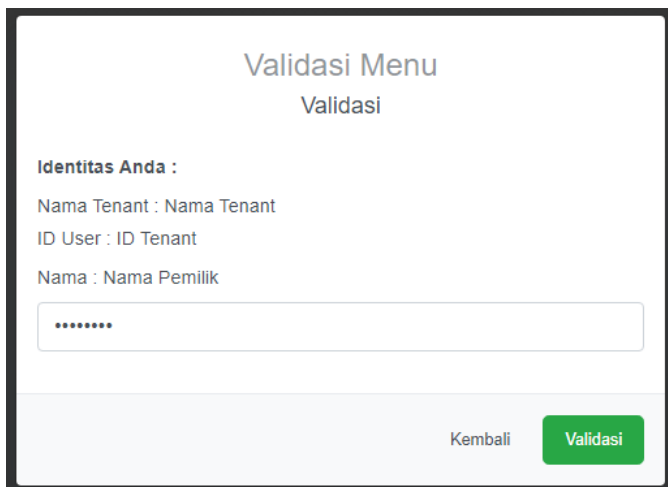 Validasi Menu
Validasi
Identitas Anda :
Nama Tenant : Nama Tenant
ID User : ID Tenant
Nama : Nama Pemilik
••••••••
Kembali
Validasi